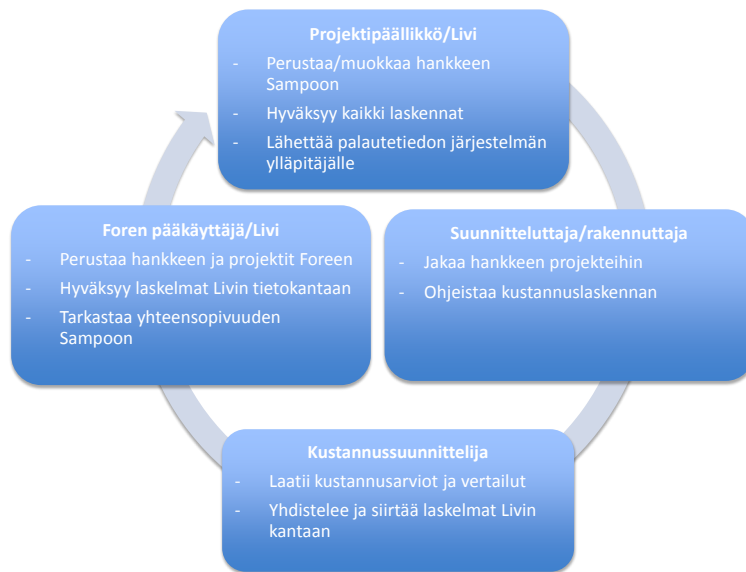 Projektipäällikkö/Livi
- Perustaa/muokkaa hankkeen
Sampoon
- Hyväksyy kaikki laskennat
- Lähettää palautetiedon järjestelmän
ylläpitäjälle
Suunnitteluttaja/rakennuttaja
- Jakaa hankkeen projekteihin
- Ohjeistaa kustannuslaskennan
Kustannussuunnittelija
- Laatii kustannusarviot ja vertailut
- Yhdistelee ja siirtää laskelmat Livin
kantaan
Foren pääkäyttäjä/Livi
- Perustaa hankkeen ja projektit Foreen
- Hyväksyy laskelmat Livin tietokantaan
- Tarkastaa yhteensopivuuden
Sampoon